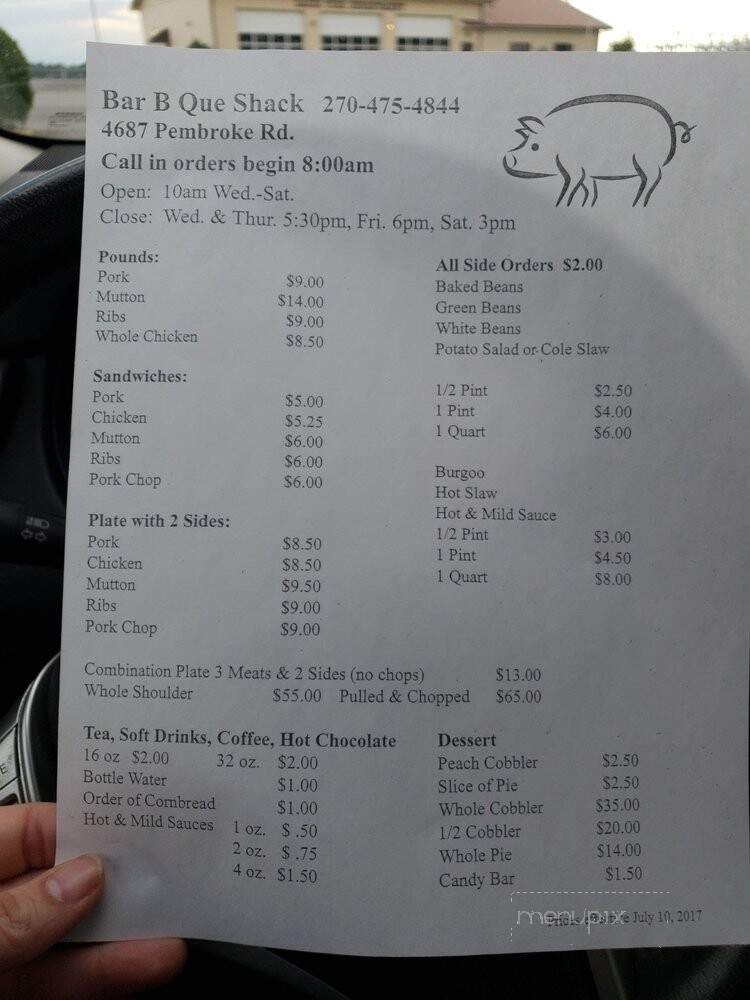 Bar B Que Shack 270-475-4844
4687 Pembroke Rd.
Call in orders begin 8:00am
Open: 10am Wed.-Sat.
Close: Wed. & Thur. 5:30pm, Fri. 6pm, Sat. 3pm
Pounds:
Pork $9.00
Mutton $14.00
Ribs $9.00
Whole Chicken $8.50
Sandwiches:
Pork $5.00
Chicken $5.25
Mutton $6.00
Ribs $6.00
Pork Chop $6.00
Plate with 2 Sides:
Pork $8.50
Chicken $8.50
Mutton $9.50
Ribs $9.00
Pork Chop $9.00
All Side Orders $2.00
Baked Beans
Green Beans
White Beans
Potato Salad or Cole Slaw
1/2 Pint $2.50
1 Pint $4.00
1 Quart $6.00
Burgoo
Hot Slaw
Hot & Mild Sauce
1/2 Pint $3.00
1 Pint $4.50
1 Quart $8.00
Combination Plate 3 Meats & 2 Sides (no chops) $13.00
Whole Shoulder $55.00 Pulled & Chopped $65.00
Tea, Soft Drinks, Coffee, Hot Chocolate
16 oz $2.00 32 oz. $2.00
Bottle Water $1.00
Order of Cornbread $1.00
Hot & Mild Sauces 1 oz. $ .50
2 oz. $ .75
4 oz. $1.50
Dessert
Peach Cobbler $2.50
Slice of Pie $2.50
Whole Cobbler $35.00
1/2 Cobbler $20.00
Whole Pie $14.00
Candy Bar $1.50
Prices July 10, 2017
menupix